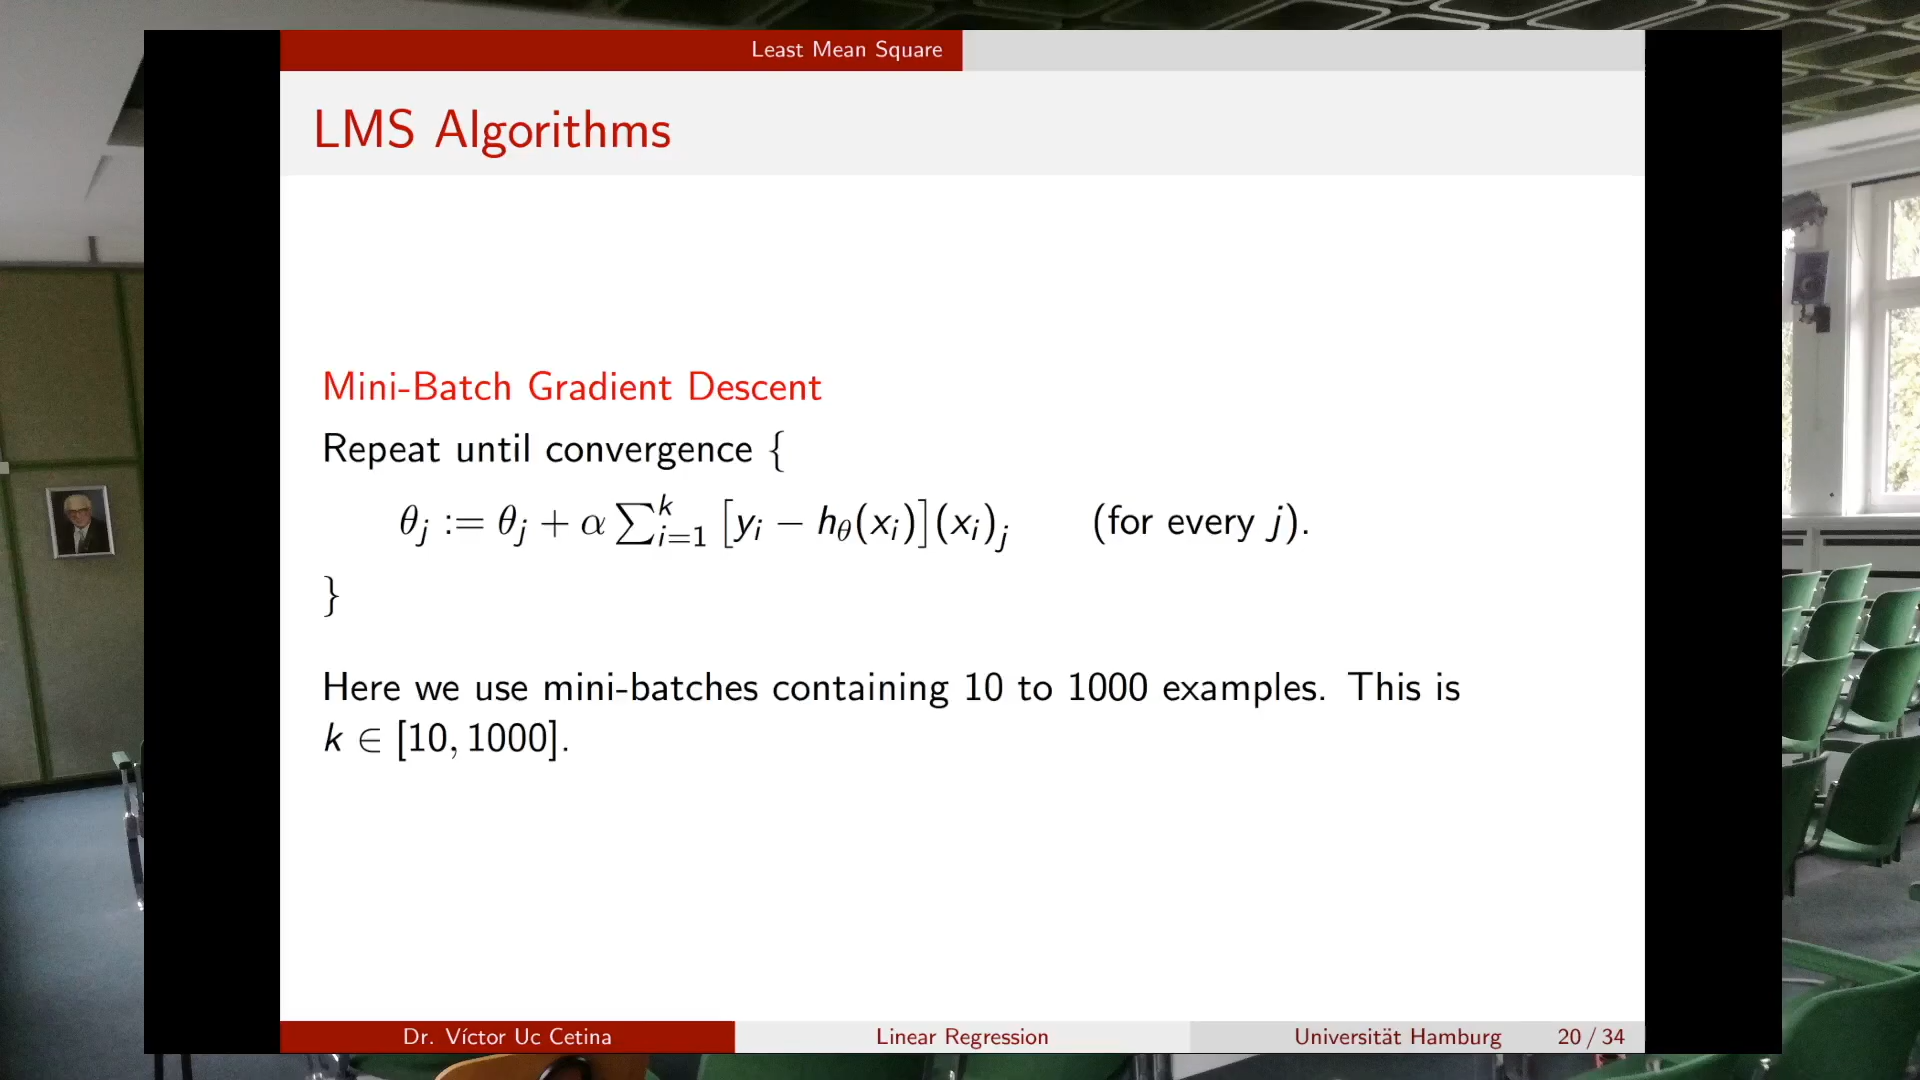 Least Mean Square
LMS Algorithms
Mini-Batch Gradient Descent
Repeat until convergence {
θ_j := θ_j + α ∑_{i=1}^{k} [y_i − h_θ(x_i)](x_i)_j (for every j).
}
Here we use mini-batches containing 10 to 1000 examples. This is
k ∈ [10, 1000].
Dr. Víctor Uc Cetina Linear Regression Universität Hamburg 20 / 34